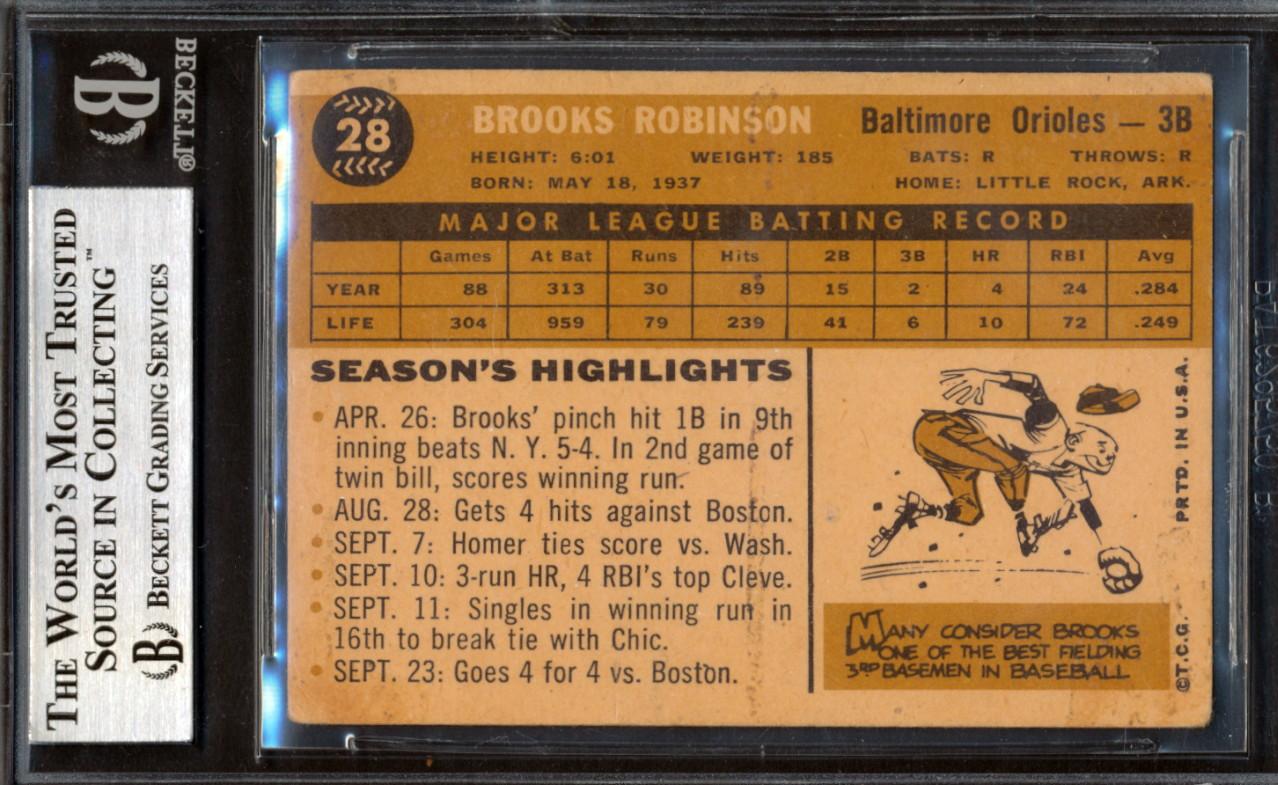 BECKETT®
THE WORLD'S MOST TRUSTED
SOURCE IN COLLECTING™
B BECKETT GRADING SERVICES
28
BROOKS ROBINSON Baltimore Orioles — 3B
HEIGHT: 6:01 WEIGHT: 185 BATS: R THROWS: R
BORN: MAY 18, 1937 HOME: LITTLE ROCK, ARK.
MAJOR LEAGUE BATTING RECORD
Games At Bat Runs Hits 2B 3B HR RBI Avg
YEAR 88 313 30 89 15 2 4 24 .284
LIFE 304 959 79 239 41 6 10 72 .249
SEASON'S HIGHLIGHTS
• APR. 26: Brooks' pinch hit 1B in 9th
inning beats N. Y. 5-4. In 2nd game of
twin bill, scores winning run.
• AUG. 28: Gets 4 hits against Boston.
• SEPT. 7: Homer ties score vs. Wash.
• SEPT. 10: 3-run HR, 4 RBI's top Cleve.
• SEPT. 11: Singles in winning run in
16th to break tie with Chic.
• SEPT. 23: Goes 4 for 4 vs. Boston.
MANY CONSIDER BROOKS
ONE OF THE BEST FIELDING
3RD BASEMEN IN BASEBALL
©T.C.G. PRTD. IN U.S.A.